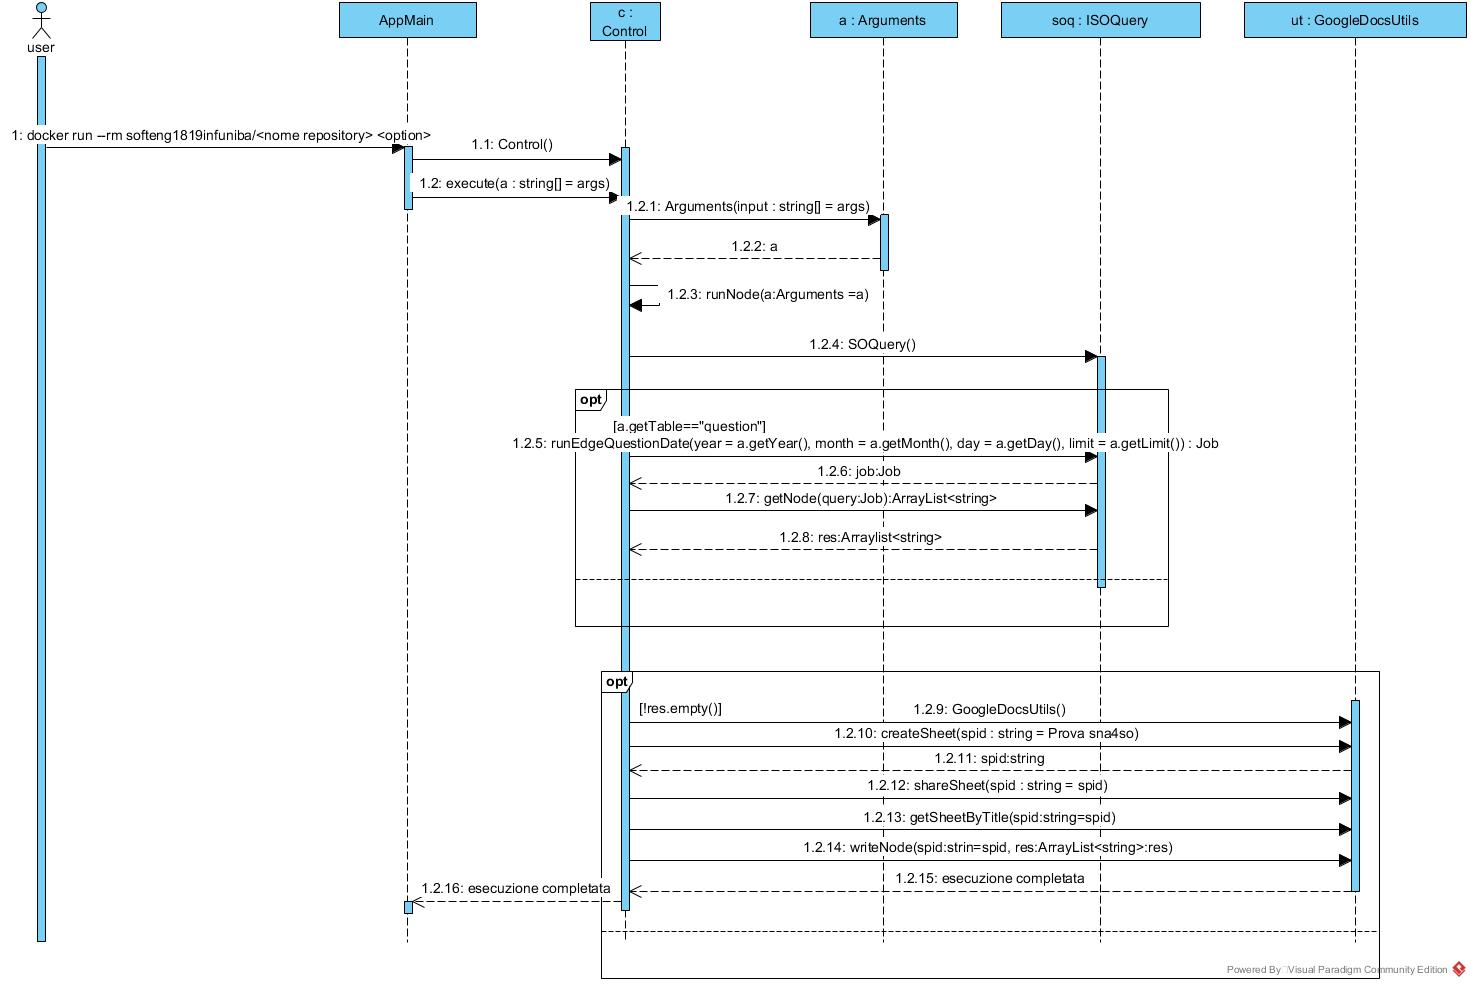 user
AppMain
c :
Control
a : Arguments
soq : ISOQuery
ut : GoogleDocsUtils
1: docker run --rm softeng1819infuniba/<nome repository> <option>
1.1: Control()
1.2: execute(a : string[] = args)
1.2.1: Arguments(input : string[] = args)
1.2.2: a
1.2.3: runNode(a:Arguments =a)
1.2.4: SOQuery()
opt
[a.getTable=="question"]
1.2.5: runEdgeQuestionDate(year = a.getYear(), month = a.getMonth(), day = a.getDay(), limit = a.getLimit()) : Job
1.2.6: job:Job
1.2.7: getNode(query:Job):ArrayList<string>
1.2.8: res:Arraylist<string>
opt
[!res.empty()]
1.2.9: GoogleDocsUtils()
1.2.10: createSheet(spid : string = Prova sna4so)
1.2.11: spid:string
1.2.12: shareSheet(spid : string = spid)
1.2.13: getSheetByTitle(spid:string=spid)
1.2.14: writeNode(spid:strin=spid, res:ArrayList<string>:res)
1.2.15: esecuzione completata
1.2.16: esecuzione completata
Powered By Visual Paradigm Community Edition